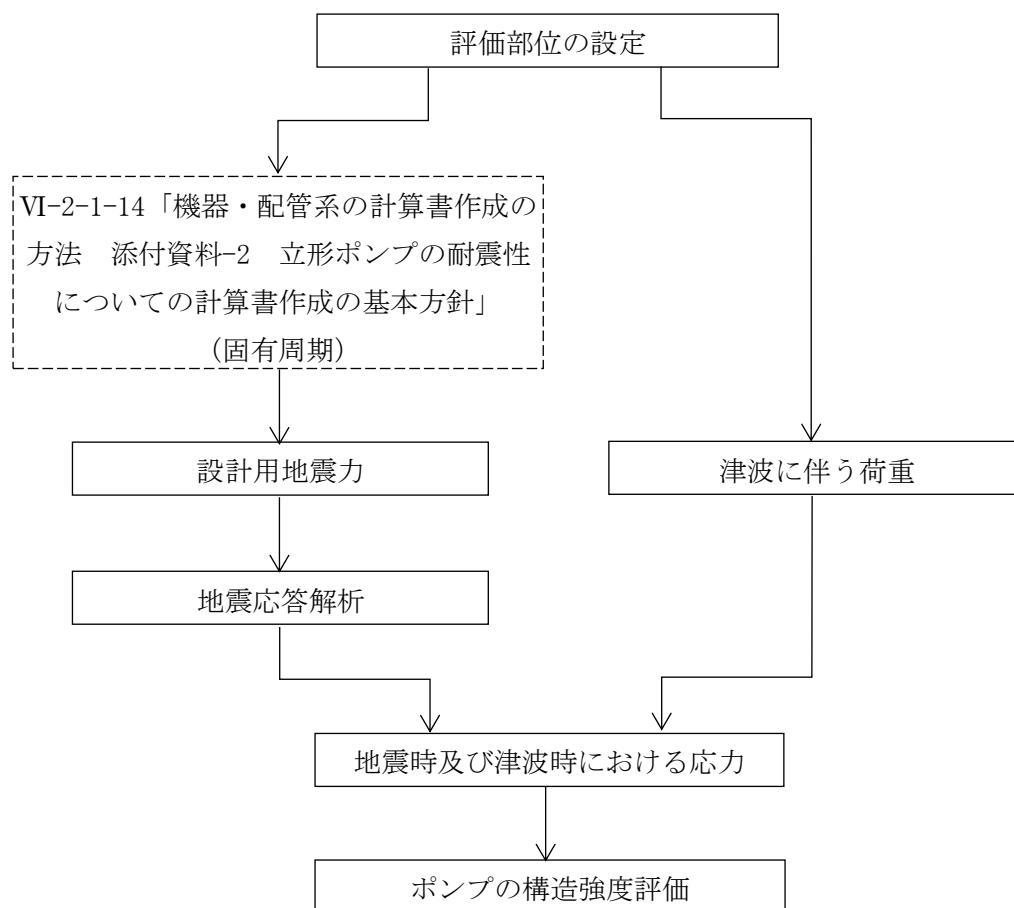 評価部位の設定
Ⅵ-2-1-14「機器・配管系の計算書作成の
方法　添付資料-2　立形ポンプの耐震性
についての計算書作成の基本方針」
(固有周期)
設計用地震力
津波に伴う荷重
地震応答解析
地震時及び津波時における応力
ポンプの構造強度評価